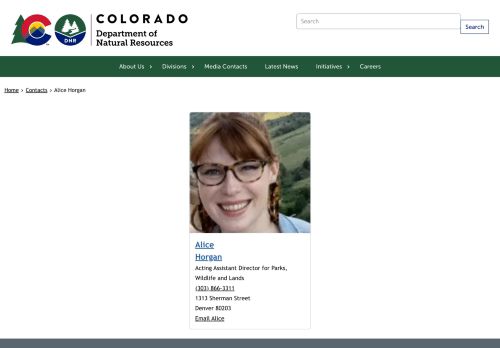 COLORADO
Department of
Natural Resources
CO
DNR
Search
Search
About Us › Divisions › Media Contacts Latest News Initiatives › Careers
Home › Contacts › Alice Horgan
Alice
Horgan
Acting Assistant Director for Parks,
Wildlife and Lands
(303) 866-3311
1313 Sherman Street
Denver 80203
Email Alice